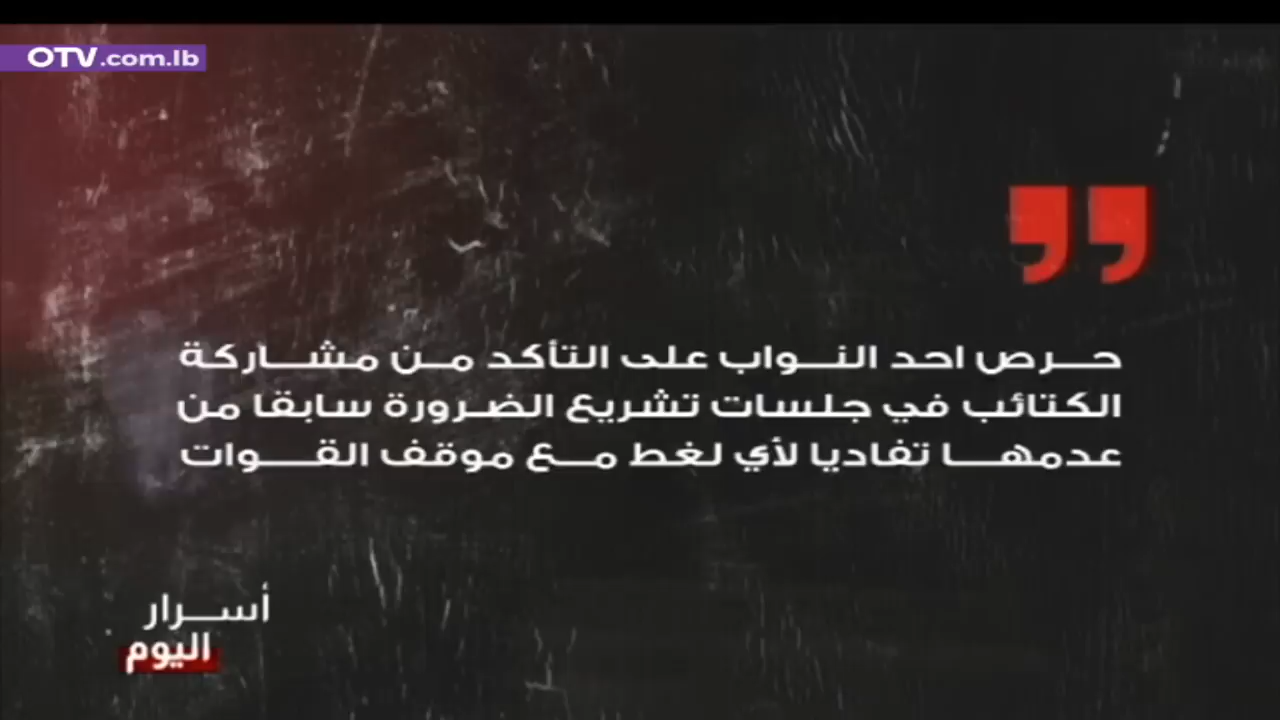 OTV.com.lb
حرص احد النواب على التأكد من مشاركة
الكتائب في جلسات تشريع الضرورة سابقا من
عدمها تفاديا لأي لغط مع موقف القوات
أسرار
اليوم